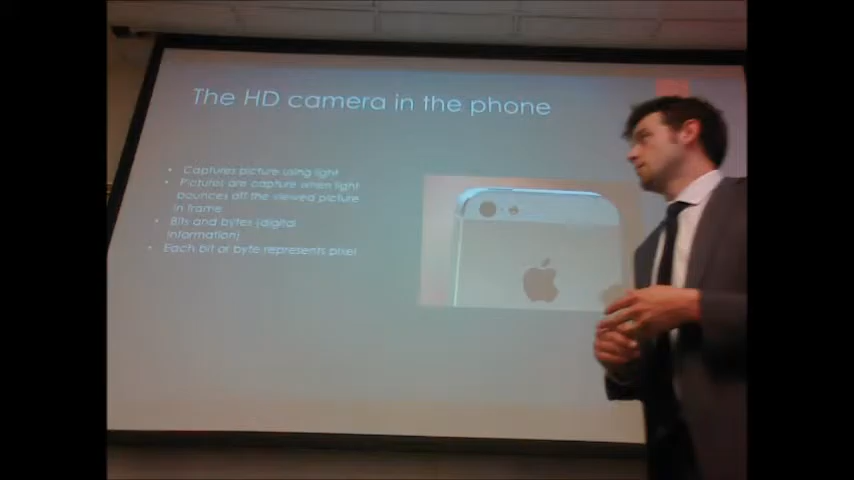 The HD camera in the phone
• Captures picture using light
• Pictures are capture when light
bounces off the viewed picture
in frame
• Bits and bytes (digital
information)
• Each bit or byte represents pixel